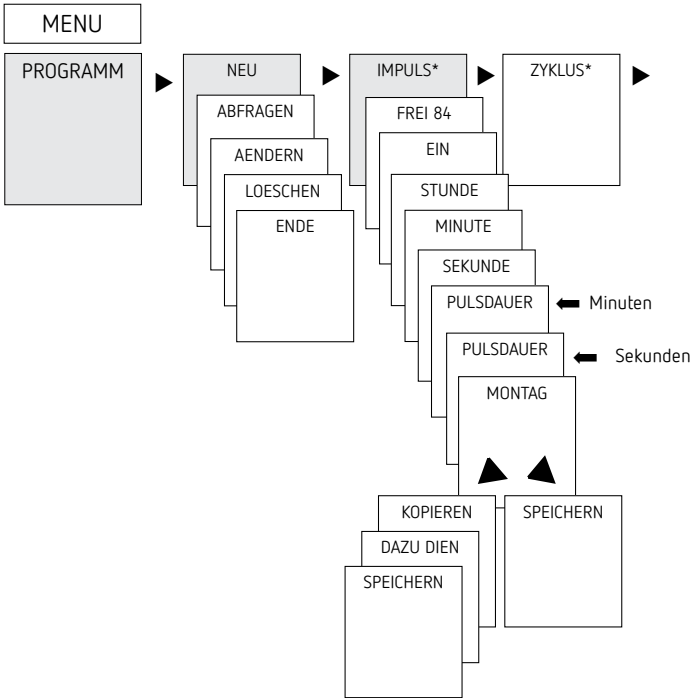 MENU
PROGRAMM
NEU
ABFRAGEN
AENDERN
LOESCHEN
ENDE
IMPULS*
FREI 84
EIN
STUNDE
MINUTE
SEKUNDE
PULSDAUER
Minuten
PULSDAUER
Sekunden
MONTAG
KOPIEREN
DAZU DIEN
SPEICHERN
SPEICHERN
ZYKLUS*